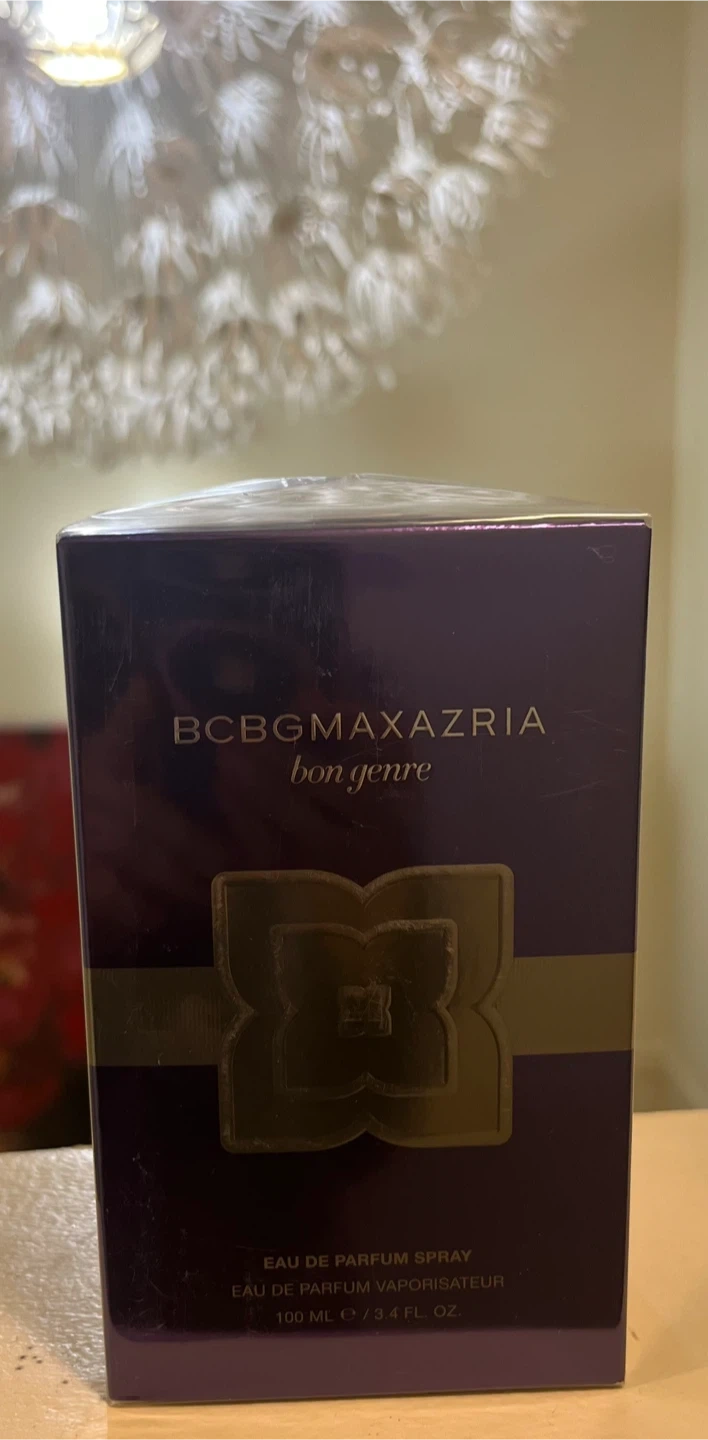 BCBGMAXAZRIA
bon genre
EAU DE PARFUM SPRAY
EAU DE PARFUM VAPORISATEUR
100 ML ℮ / 3.4 FL. OZ.